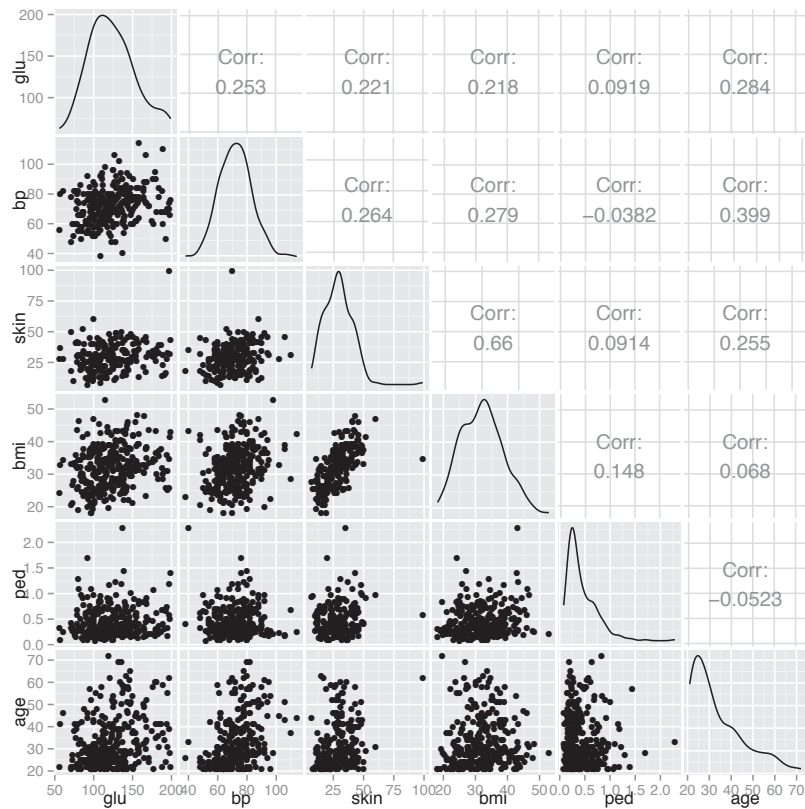 200
150
100
glu
Corr:
0.253
Corr:
0.221
Corr:
0.218
Corr:
0.0919
Corr:
0.284
100
80
60
40
bp
Corr:
0.264
Corr:
0.279
Corr:
−0.0382
Corr:
0.399
100
75
50
25
skin
Corr:
0.66
Corr:
0.0914
Corr:
0.255
50
40
30
20
bmi
Corr:
0.148
Corr:
0.068
2.0
1.5
1.0
0.5
0.0
ped
Corr:
−0.0523
70
60
50
40
30
20
age
50 100 150 200 40 60 80 100 25 50 75 100 20 30 40 50 0.0 0.5 1.0 1.5 2.0 20 30 40 50 60 70
glu bp skin bmi ped age